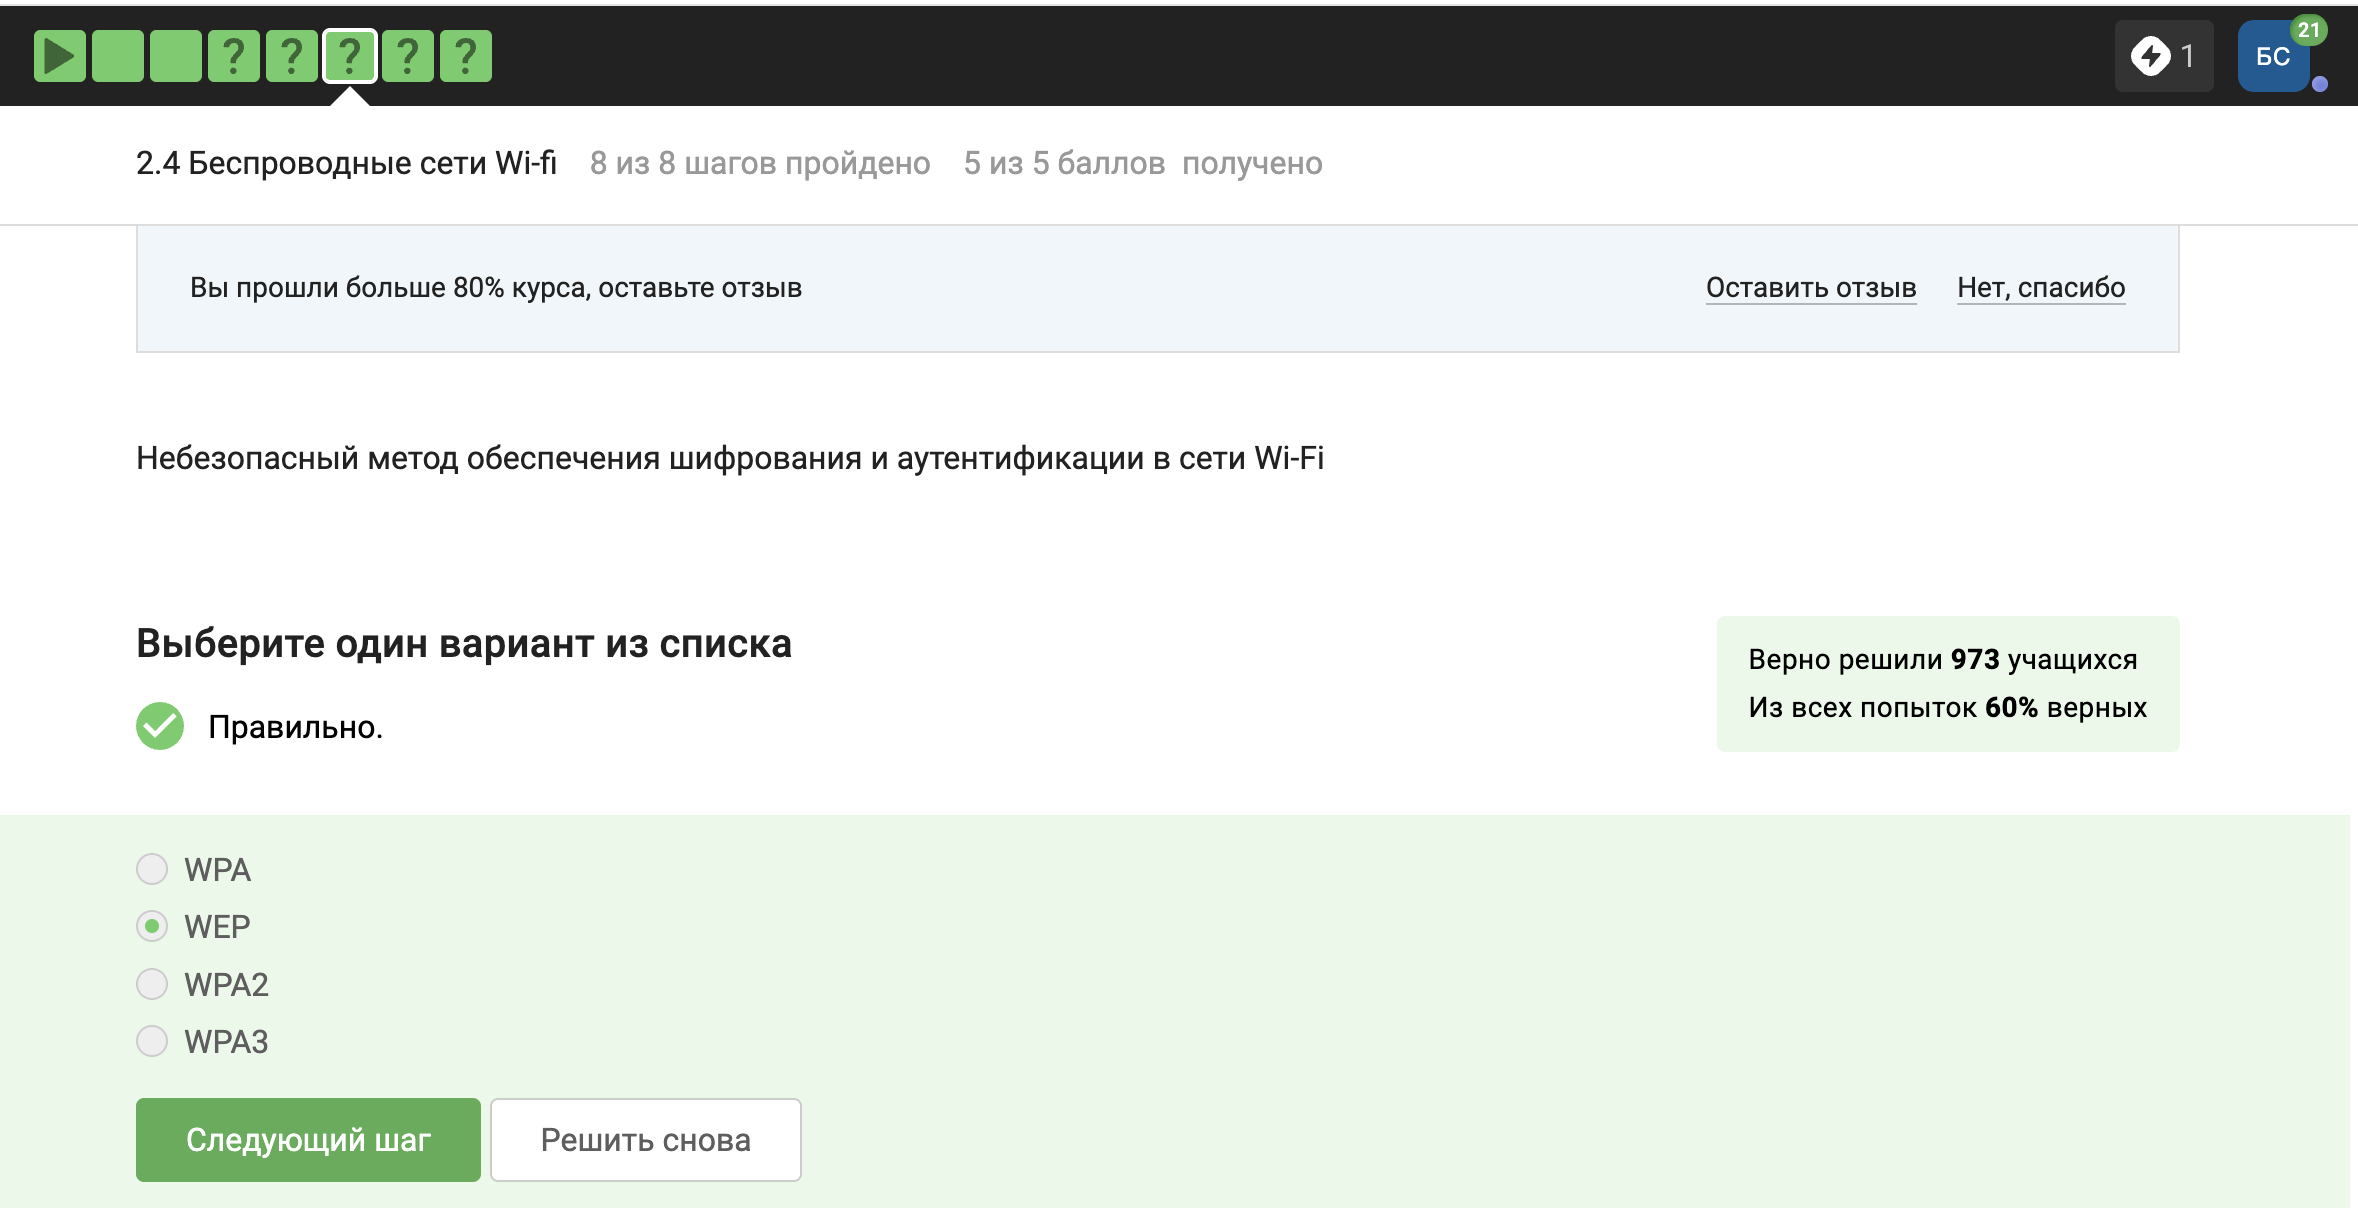 ? ? ? ? ?
1
БС
21
2.4 Беспроводные сети Wi-fi 8 из 8 шагов пройдено 5 из 5 баллов получено
Вы прошли больше 80% курса, оставьте отзыв Оставить отзыв Нет, спасибо
Небезопасный метод обеспечения шифрования и аутентификации в сети Wi-Fi
Выберите один вариант из списка
Правильно.
Верно решили 973 учащихся
Из всех попыток 60% верных
WPA
WEP
WPA2
WPA3
Следующий шаг Решить снова